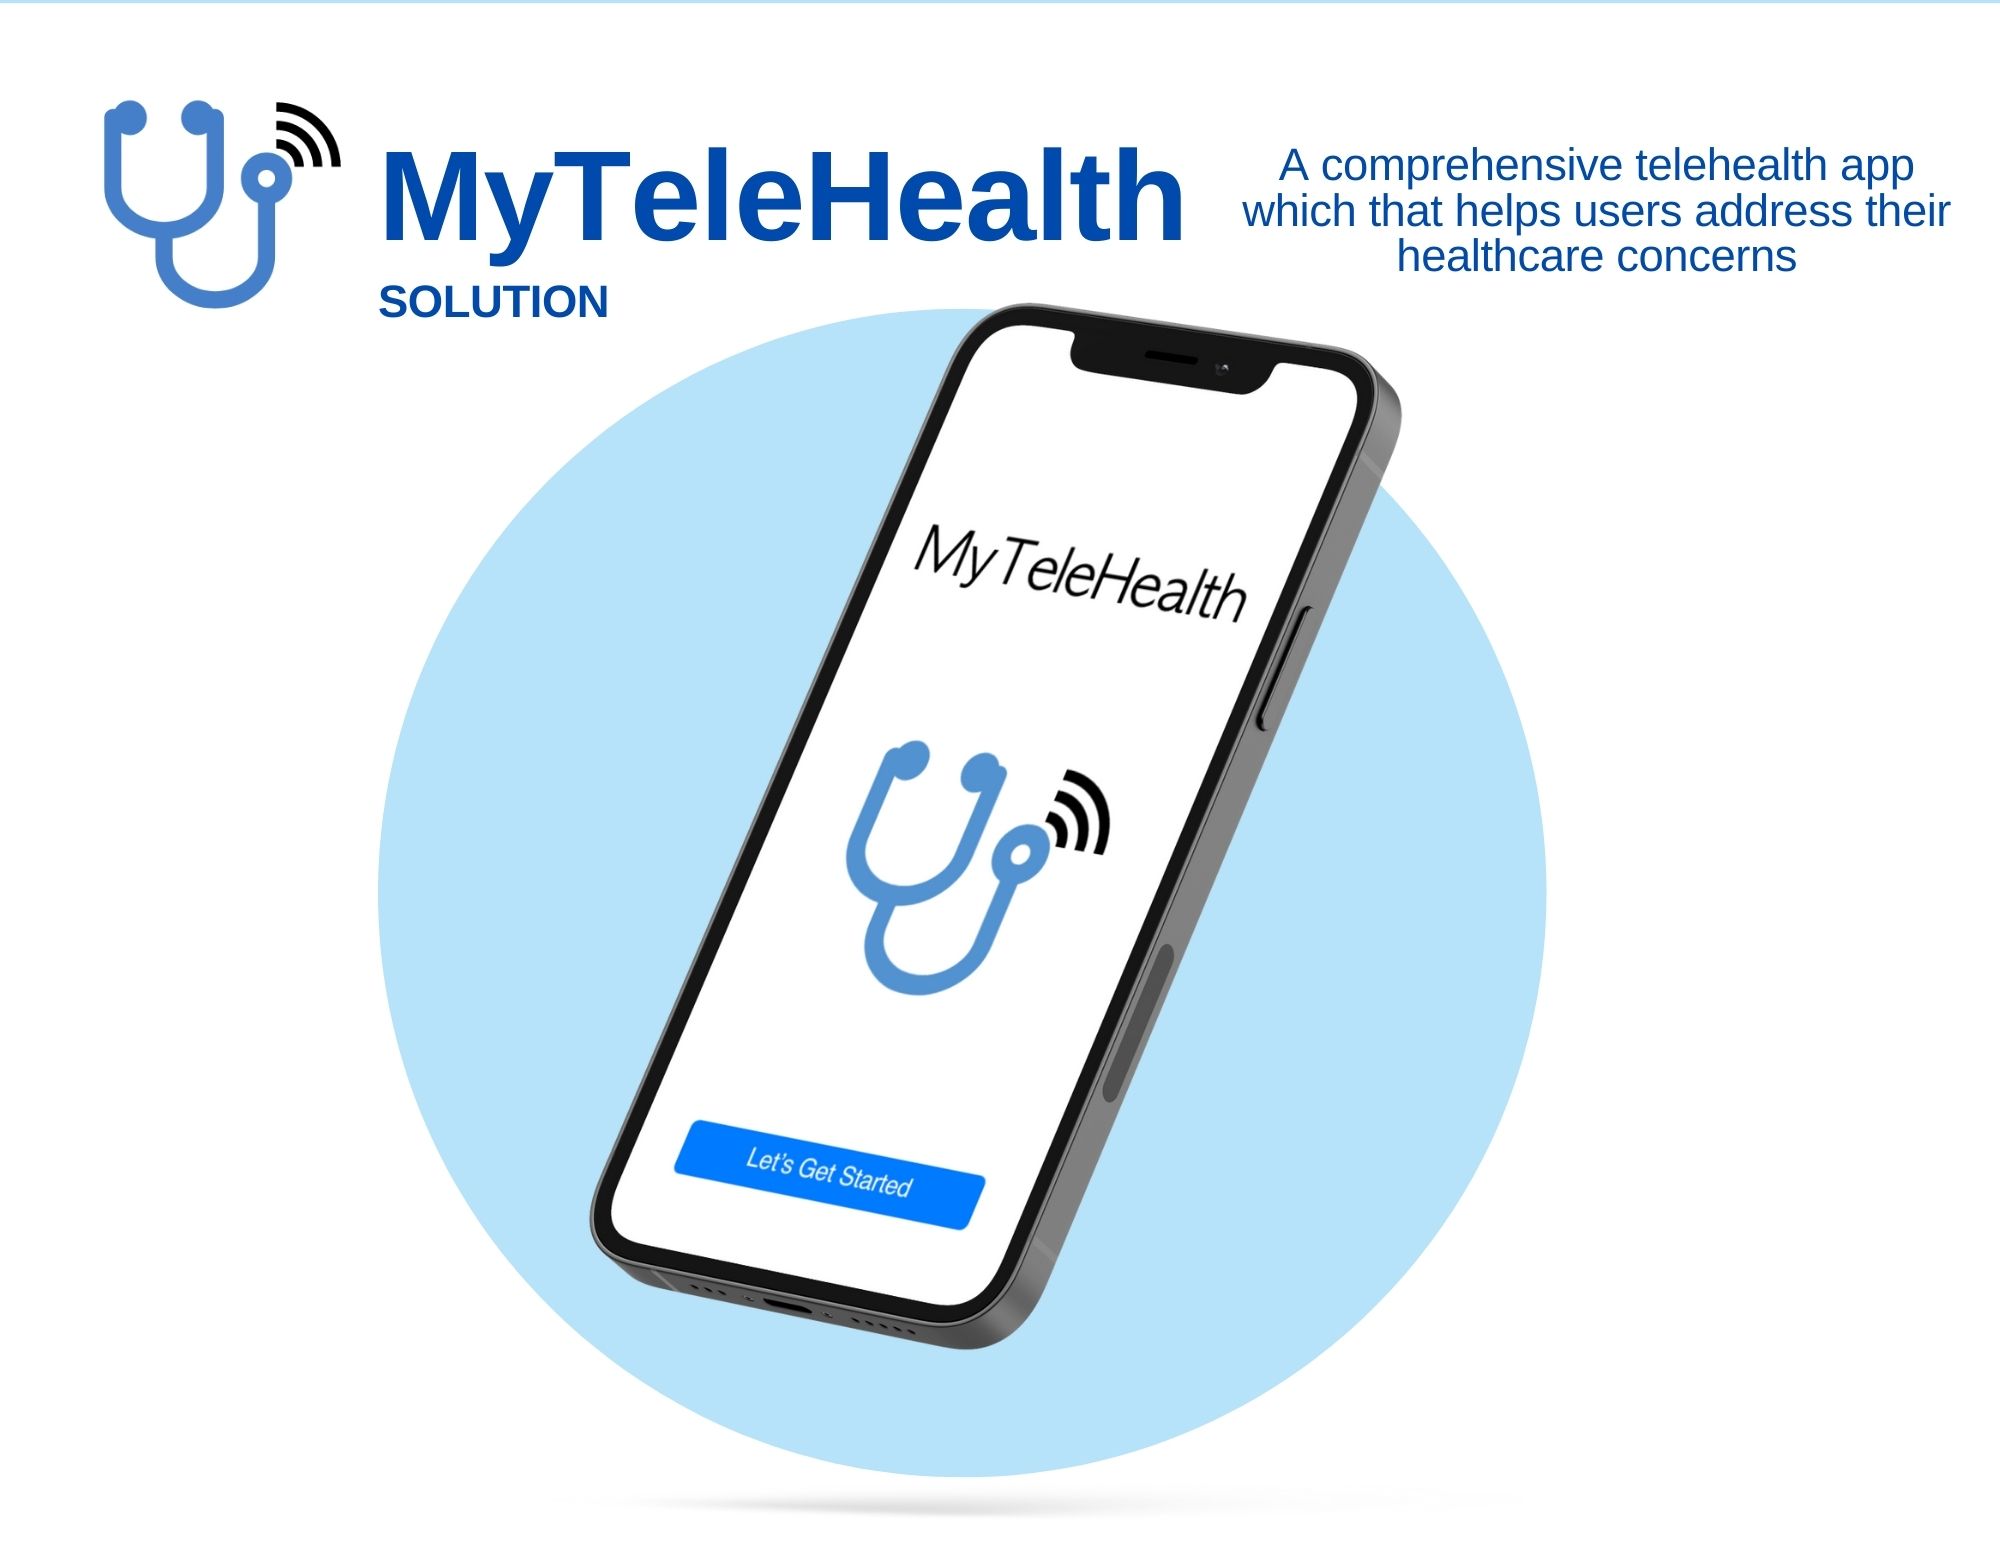 MyTeleHealth
SOLUTION
A comprehensive telehealth app
which that helps users address their
healthcare concerns
MyTeleHealth
Let's Get Started